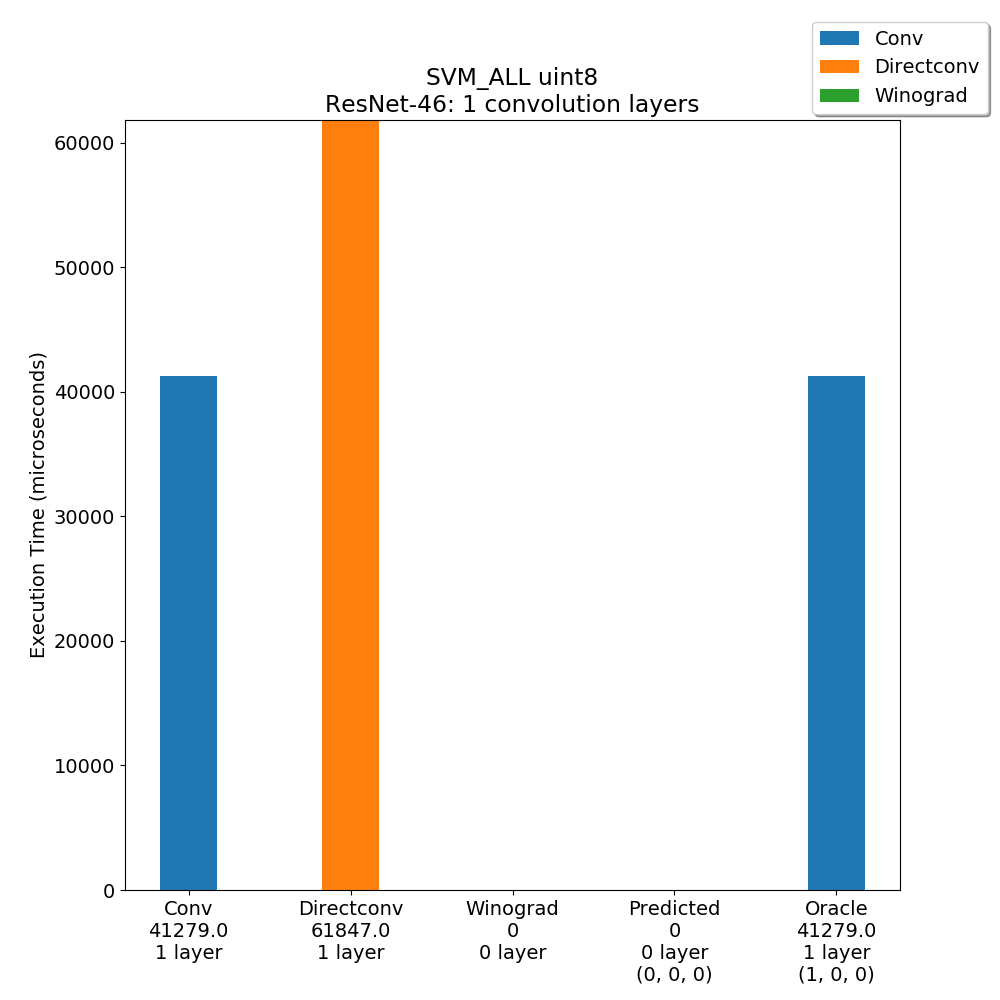 Conv
Directconv
Winograd
SVM_ALL uint8
ResNet-46: 1 convolution layers
Execution Time (microseconds)
60000
50000
40000
30000
20000
10000
0
Conv
41279.0
1 layer
Directconv
61847.0
1 layer
Winograd
0
0 layer
Predicted
0
0 layer
(0, 0, 0)
Oracle
41279.0
1 layer
(1, 0, 0)